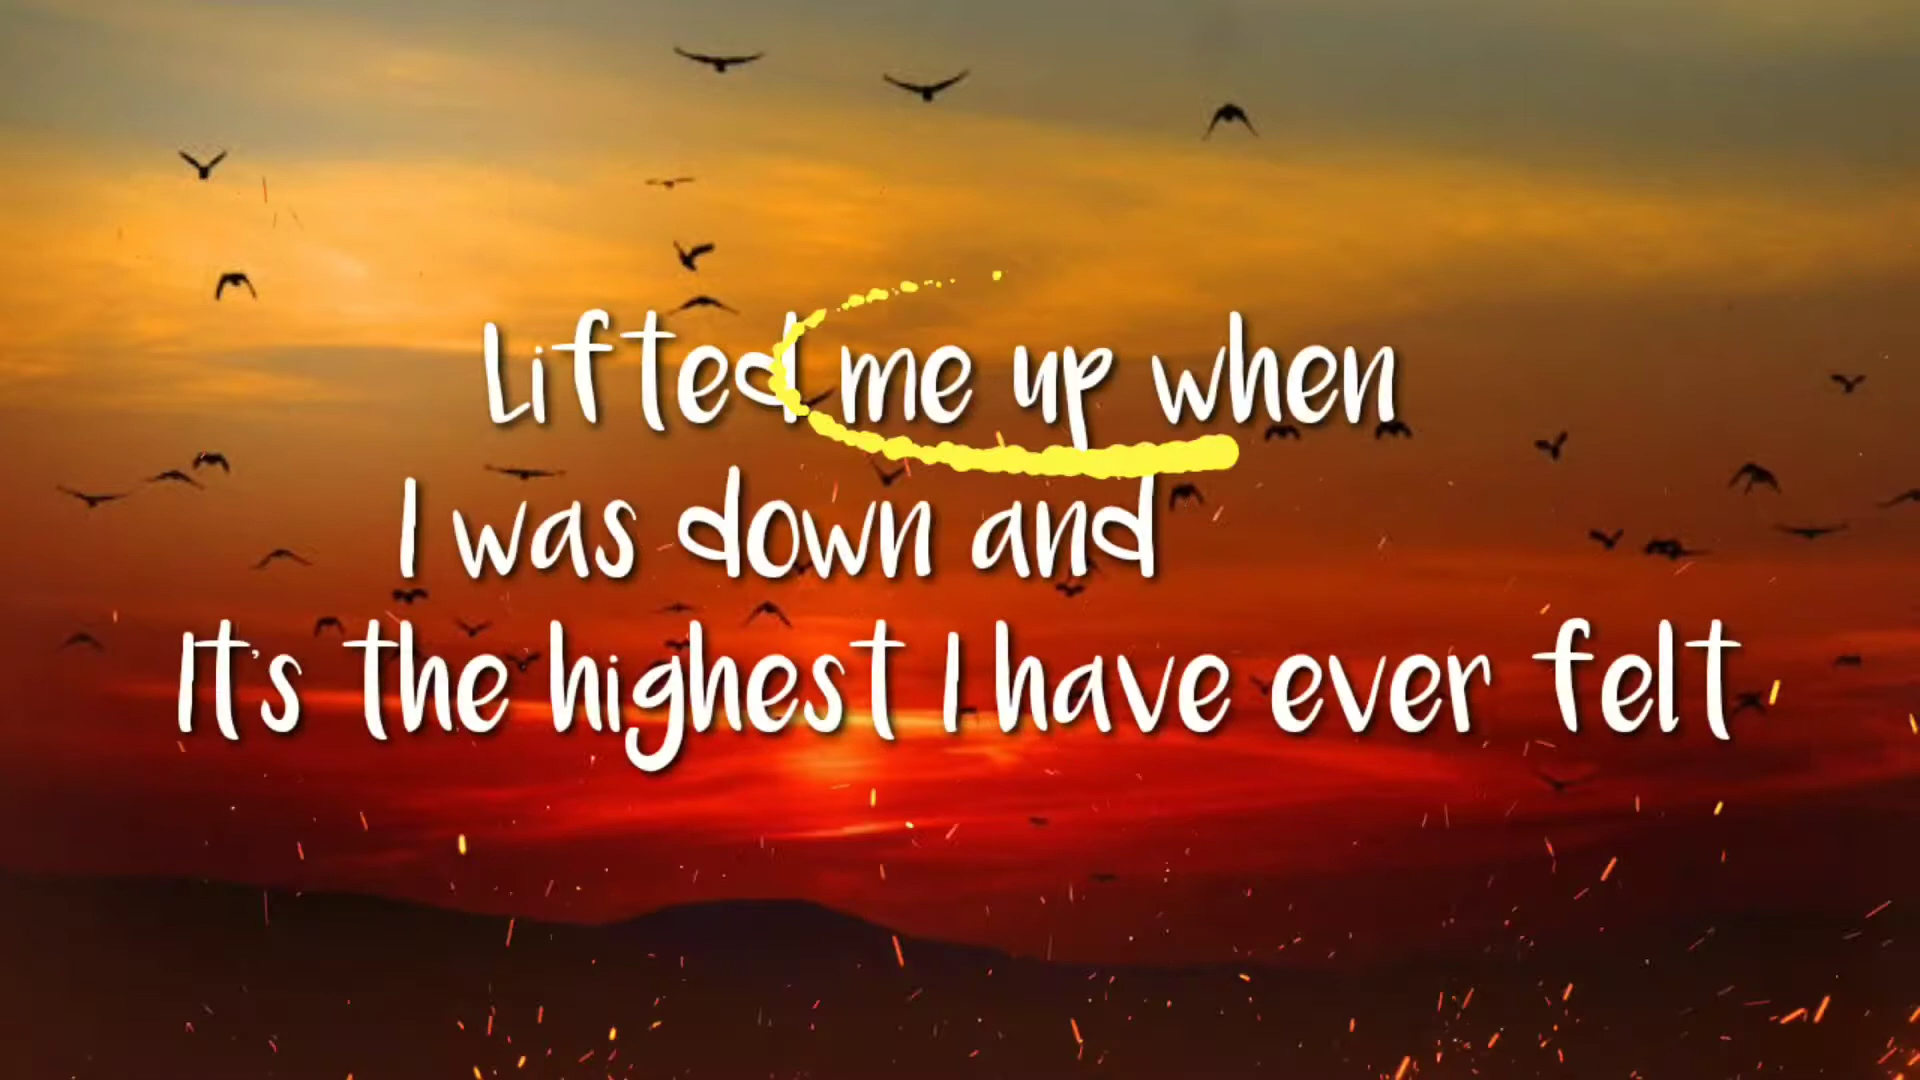 Lifted me up when
I was down and
It's the highest I have ever felt